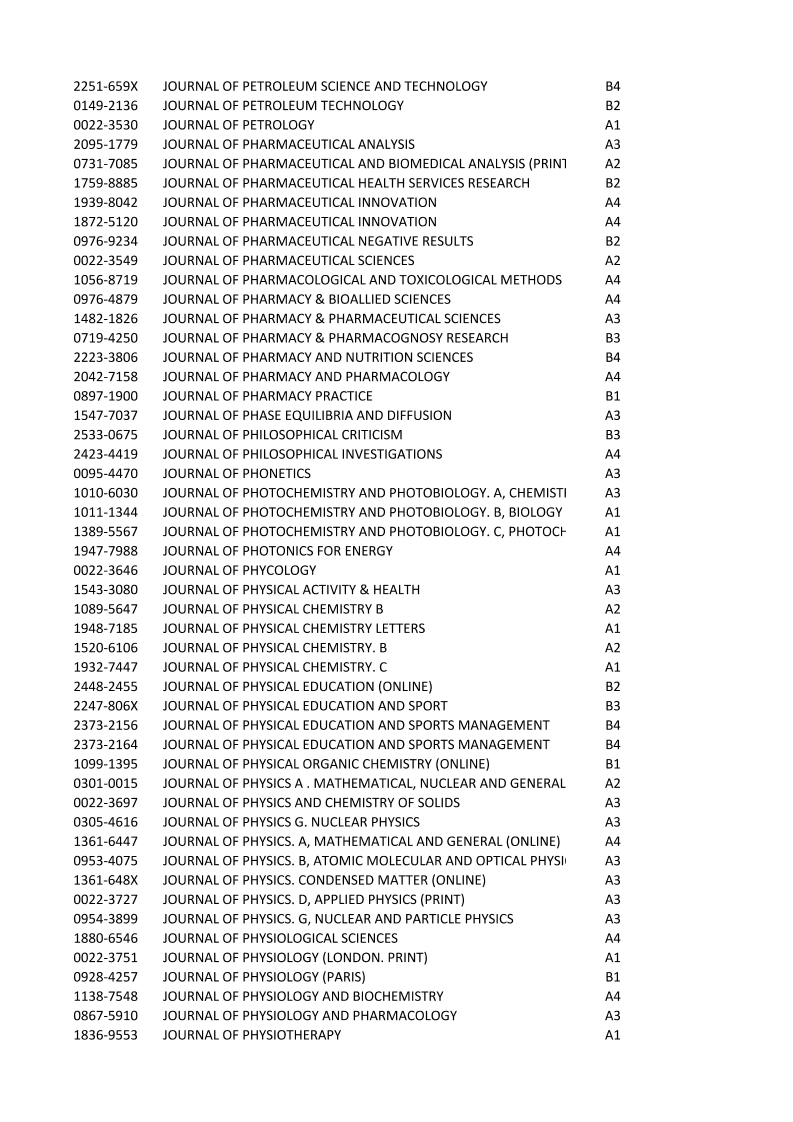 2251-659X JOURNAL OF PETROLEUM SCIENCE AND TECHNOLOGY B4
0149-2136 JOURNAL OF PETROLEUM TECHNOLOGY B2
0022-3530 JOURNAL OF PETROLOGY A1
2095-1779 JOURNAL OF PHARMACEUTICAL ANALYSIS A3
0731-7085 JOURNAL OF PHARMACEUTICAL AND BIOMEDICAL ANALYSIS (PRINT A2
1759-8885 JOURNAL OF PHARMACEUTICAL HEALTH SERVICES RESEARCH B2
1939-8042 JOURNAL OF PHARMACEUTICAL INNOVATION A4
1872-5120 JOURNAL OF PHARMACEUTICAL INNOVATION A4
0976-9234 JOURNAL OF PHARMACEUTICAL NEGATIVE RESULTS B2
0022-3549 JOURNAL OF PHARMACEUTICAL SCIENCES A2
1056-8719 JOURNAL OF PHARMACOLOGICAL AND TOXICOLOGICAL METHODS A4
0976-4879 JOURNAL OF PHARMACY & BIOALLIED SCIENCES A4
1482-1826 JOURNAL OF PHARMACY & PHARMACEUTICAL SCIENCES A3
0719-4250 JOURNAL OF PHARMACY & PHARMACOGNOSY RESEARCH B3
2223-3806 JOURNAL OF PHARMACY AND NUTRITION SCIENCES B4
2042-7158 JOURNAL OF PHARMACY AND PHARMACOLOGY A4
0897-1900 JOURNAL OF PHARMACY PRACTICE B1
1547-7037 JOURNAL OF PHASE EQUILIBRIA AND DIFFUSION A3
2533-0675 JOURNAL OF PHILOSOPHICAL CRITICISM B3
2423-4419 JOURNAL OF PHILOSOPHICAL INVESTIGATIONS A4
0095-4470 JOURNAL OF PHONETICS A3
1010-6030 JOURNAL OF PHOTOCHEMISTRY AND PHOTOBIOLOGY. A, CHEMISTI A3
1011-1344 JOURNAL OF PHOTOCHEMISTRY AND PHOTOBIOLOGY. B, BIOLOGY A1
1389-5567 JOURNAL OF PHOTOCHEMISTRY AND PHOTOBIOLOGY. C, PHOTOCH A1
1947-7988 JOURNAL OF PHOTONICS FOR ENERGY A4
0022-3646 JOURNAL OF PHYCOLOGY A1
1543-3080 JOURNAL OF PHYSICAL ACTIVITY & HEALTH A3
1089-5647 JOURNAL OF PHYSICAL CHEMISTRY B A2
1948-7185 JOURNAL OF PHYSICAL CHEMISTRY LETTERS A1
1520-6106 JOURNAL OF PHYSICAL CHEMISTRY. B A2
1932-7447 JOURNAL OF PHYSICAL CHEMISTRY. C A1
2448-2455 JOURNAL OF PHYSICAL EDUCATION (ONLINE) B2
2247-806X JOURNAL OF PHYSICAL EDUCATION AND SPORT B3
2373-2156 JOURNAL OF PHYSICAL EDUCATION AND SPORTS MANAGEMENT B4
2373-2164 JOURNAL OF PHYSICAL EDUCATION AND SPORTS MANAGEMENT B4
1099-1395 JOURNAL OF PHYSICAL ORGANIC CHEMISTRY (ONLINE) B1
0301-0015 JOURNAL OF PHYSICS A . MATHEMATICAL, NUCLEAR AND GENERAL A2
0022-3697 JOURNAL OF PHYSICS AND CHEMISTRY OF SOLIDS A3
0305-4616 JOURNAL OF PHYSICS G. NUCLEAR PHYSICS A3
1361-6447 JOURNAL OF PHYSICS. A, MATHEMATICAL AND GENERAL (ONLINE) A4
0953-4075 JOURNAL OF PHYSICS. B, ATOMIC MOLECULAR AND OPTICAL PHYSI A3
1361-648X JOURNAL OF PHYSICS. CONDENSED MATTER (ONLINE) A3
0022-3727 JOURNAL OF PHYSICS. D, APPLIED PHYSICS (PRINT) A3
0954-3899 JOURNAL OF PHYSICS. G, NUCLEAR AND PARTICLE PHYSICS A3
1880-6546 JOURNAL OF PHYSIOLOGICAL SCIENCES A4
0022-3751 JOURNAL OF PHYSIOLOGY (LONDON. PRINT) A1
0928-4257 JOURNAL OF PHYSIOLOGY (PARIS) B1
1138-7548 JOURNAL OF PHYSIOLOGY AND BIOCHEMISTRY A4
0867-5910 JOURNAL OF PHYSIOLOGY AND PHARMACOLOGY A3
1836-9553 JOURNAL OF PHYSIOTHERAPY A1